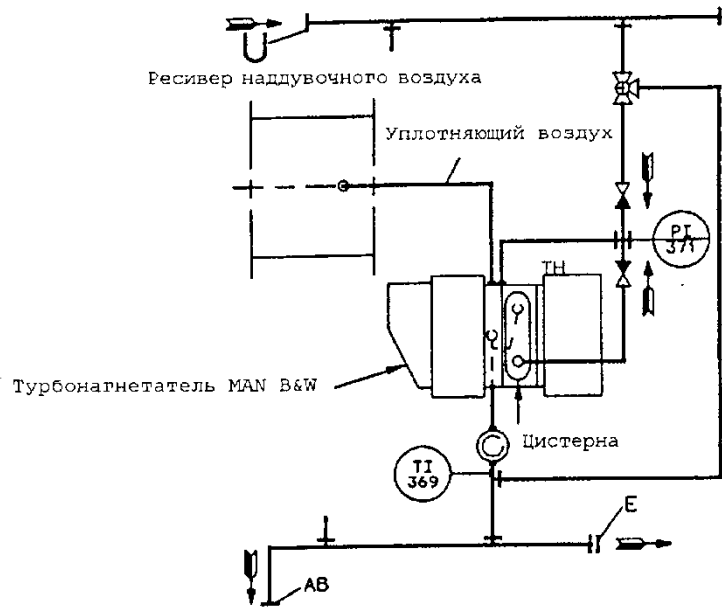 Ресивер наддувочного воздуха
Уплотняющий воздух
PI
371
TH
Турбонагнетатель MAN B&W
Цистерна
TI
369
E
AB